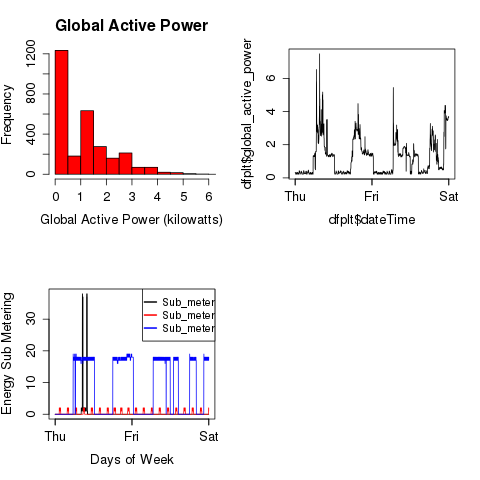 Global Active Power
Frequency
0 400 800 1200
0 1 2 3 4 5 6
Global Active Power (kilowatts)
dfplt$global_active_power
0 2 4 6
Thu Fri Sat
dfplt$dateTime
Energy Sub Metering
0 10 20 30
Sub_meter
Sub_meter
Sub_meter
Thu Fri Sat
Days of Week